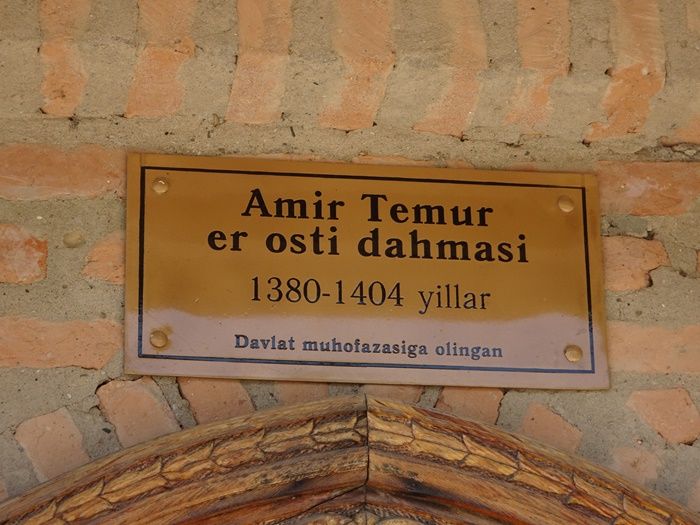 Amir Temur
er osti dahmasi
1380-1404 yillar
Davlat muhofazasiga olingan